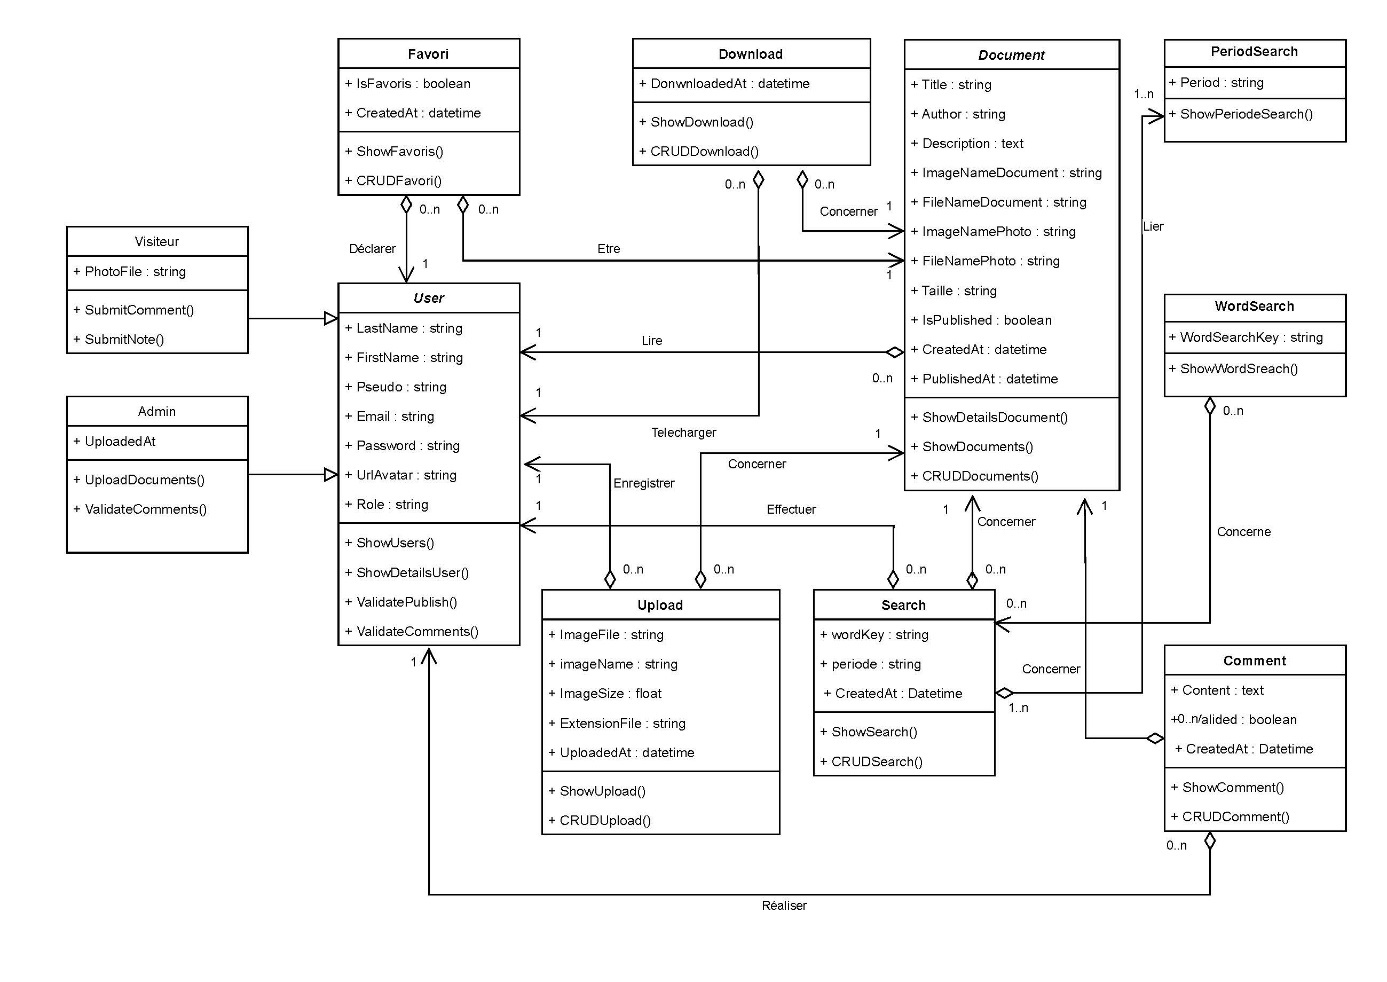 Favori
+ IsFavoris : boolean
+ CreatedAt : datetime
+ ShowFavoris()
+ CRUDFavori()
0..n
0..n
Déclarer
1
Etre
1
Download
+ DonwnloadedAt : datetime
+ ShowDownload()
+ CRUDDownload()
0..n
0..n
Concerner
1
Document
+ Title : string
+ Author : string
+ Description : text
+ ImageNameDocument : string
+ FileNameDocument : string
+ ImageNamePhoto : string
+ FileNamePhoto : string
+ Taille : string
+ IsPublished : boolean
+ CreatedAt : datetime
+ PublishedAt : datetime
+ ShowDetailsDocument()
+ ShowDocuments()
+ CRUDDocuments()
PeriodSearch
+ Period : string
+ ShowPeriodeSearch()
1..n
Lier
Visiteur
+ PhotoFile : string
+ SubmitComment()
+ SubmitNote()
Admin
+ UploadedAt
+ UploadDocuments()
+ ValidateComments()
User
+ LastName : string
+ FirstName : string
+ Pseudo : string
+ Email : string
+ Password : string
+ UrlAvatar : string
+ Role : string
+ ShowUsers()
+ ShowDetailsUser()
+ ValidatePublish()
+ ValidateComments()
1
Lire
0..n
1
Telecharger
1
Concerner
Enregistrer
1
1
Effectuer
WordSearch
+ WordSearchKey : string
+ ShowWordSreach()
0..n
Concerne
1
Concerner
1
0..n
0..n
0..n
0..n
Upload
+ ImageFile : string
+ imageName : string
+ ImageSize : float
+ ExtensionFile : string
+ UploadedAt : datetime
+ ShowUpload()
+ CRUDUpload()
Search
+ wordKey : string
+ periode : string
+ CreatedAt : Datetime
+ ShowSearch()
+ CRUDSearch()
0..n
Concerner
1..n
Comment
+ Content : text
+0..n/alided : boolean
+ CreatedAt : Datetime
+ ShowComment()
+ CRUDComment()
0..n
1
Réaliser